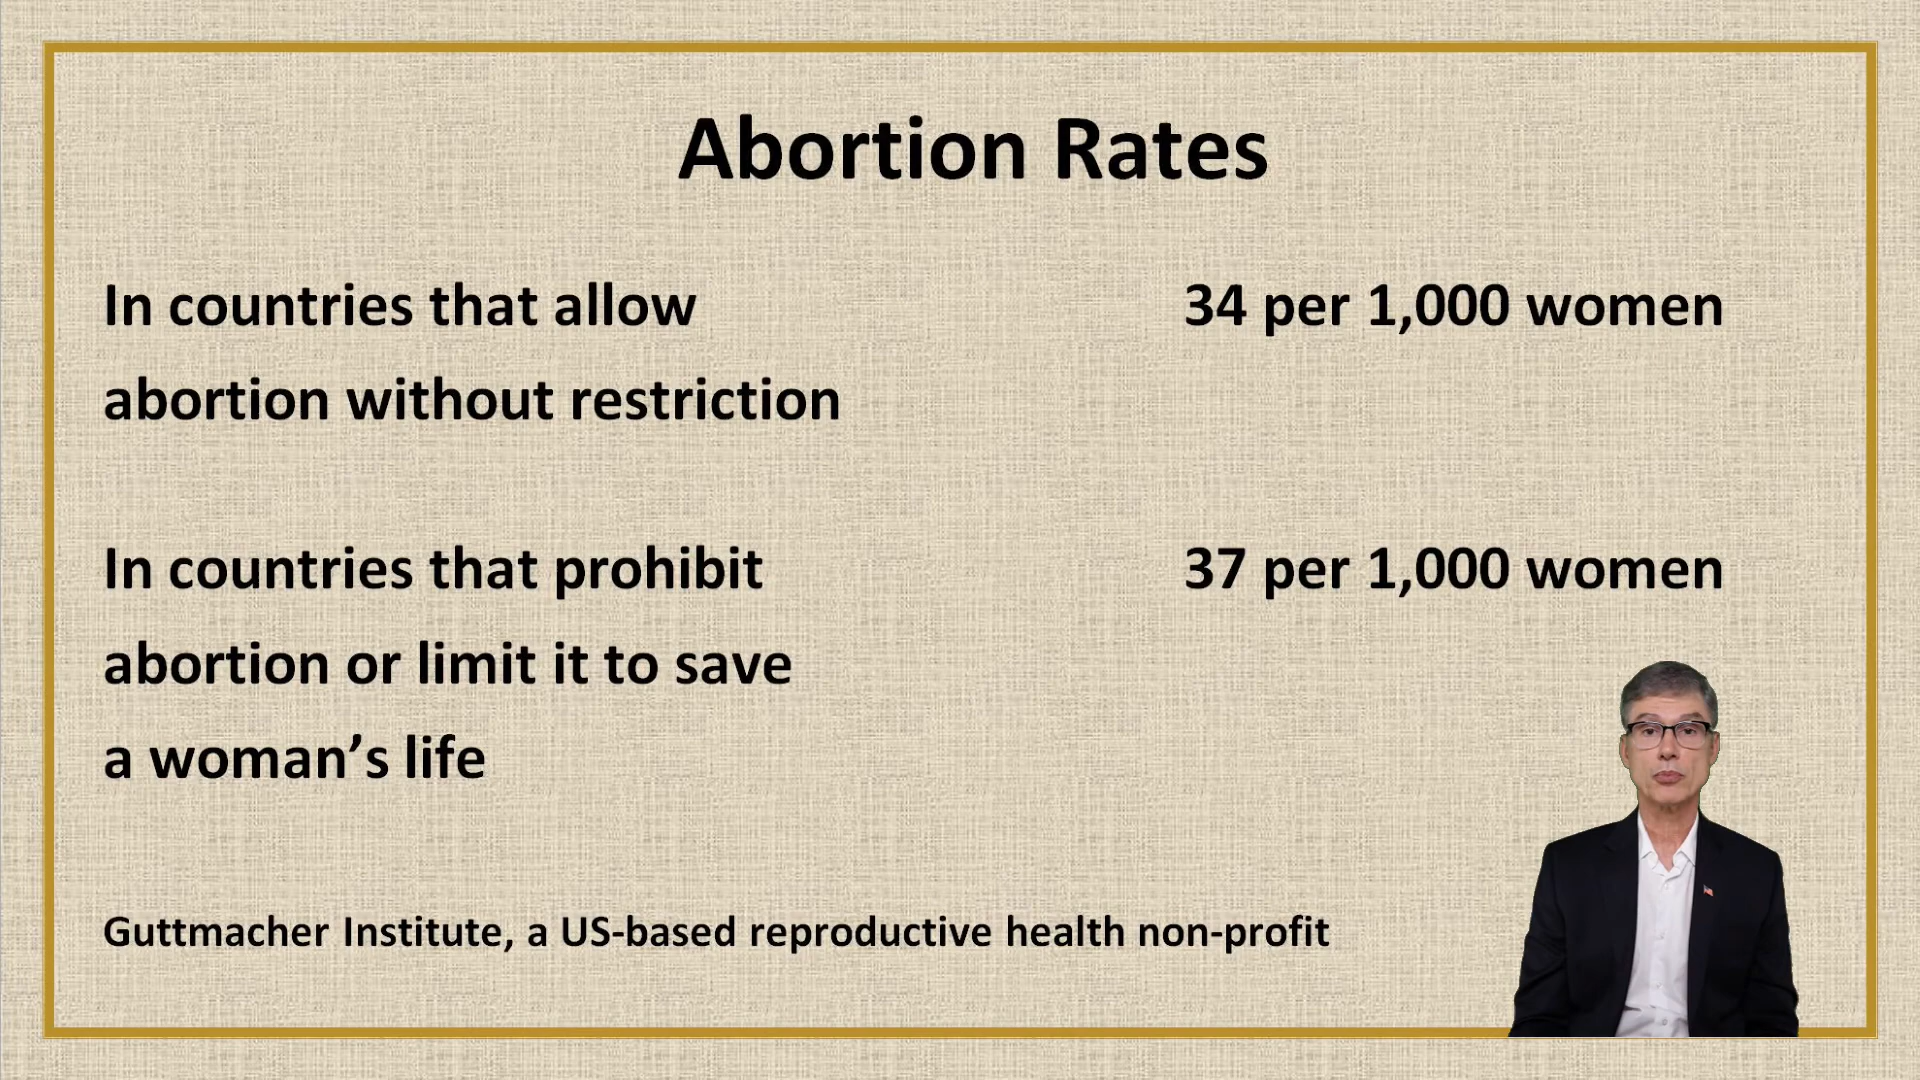 Abortion Rates
In countries that allow
34 per 1,000 women
abortion without restriction
In countries that prohibit
37 per 1,000 women
abortion or limit it to save
a woman’s life
Guttmacher Institute, a US-based reproductive health non-profit